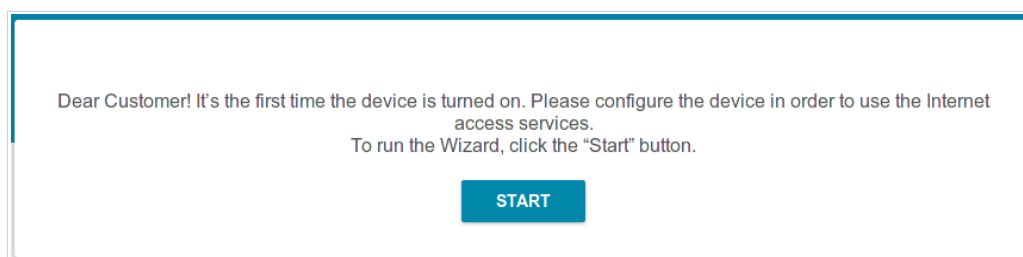 Dear Customer! It’s the first time the device is turned on. Please configure the device in order to use the Internet
access services.
To run the Wizard, click the “Start” button.
START